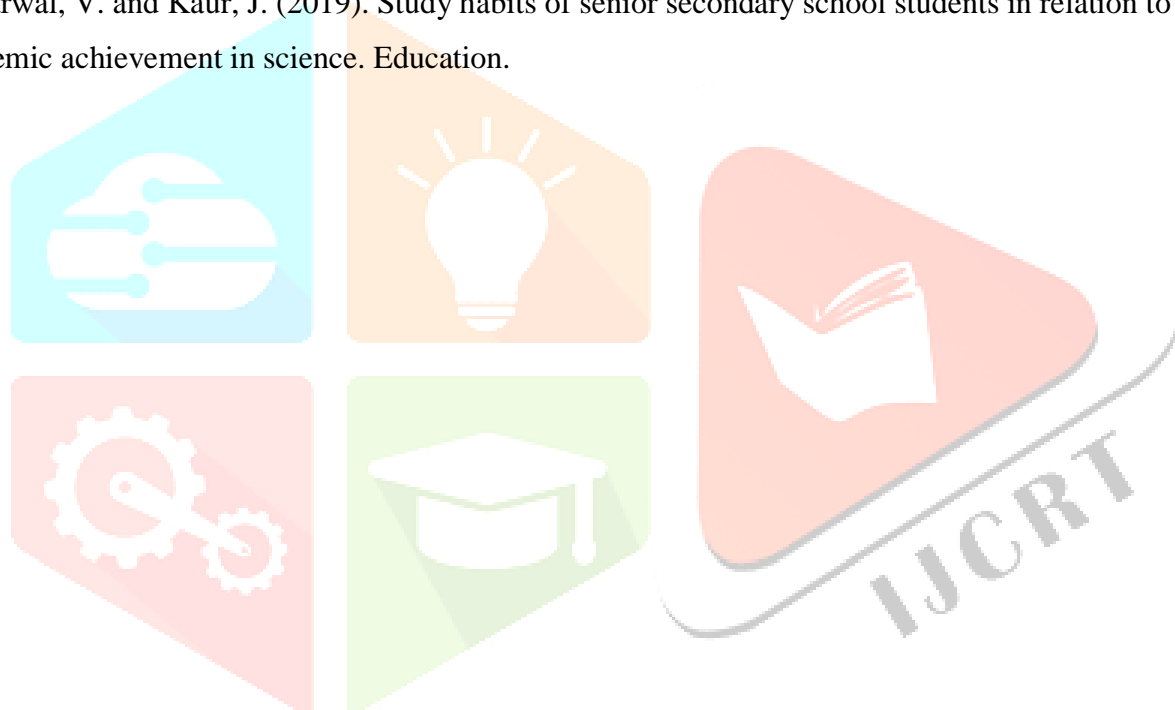 rwal, V. and Kaur, J. (2019). Study habits of senior secondary school students in relation to
emic achievement in science. Education.
IJCRT